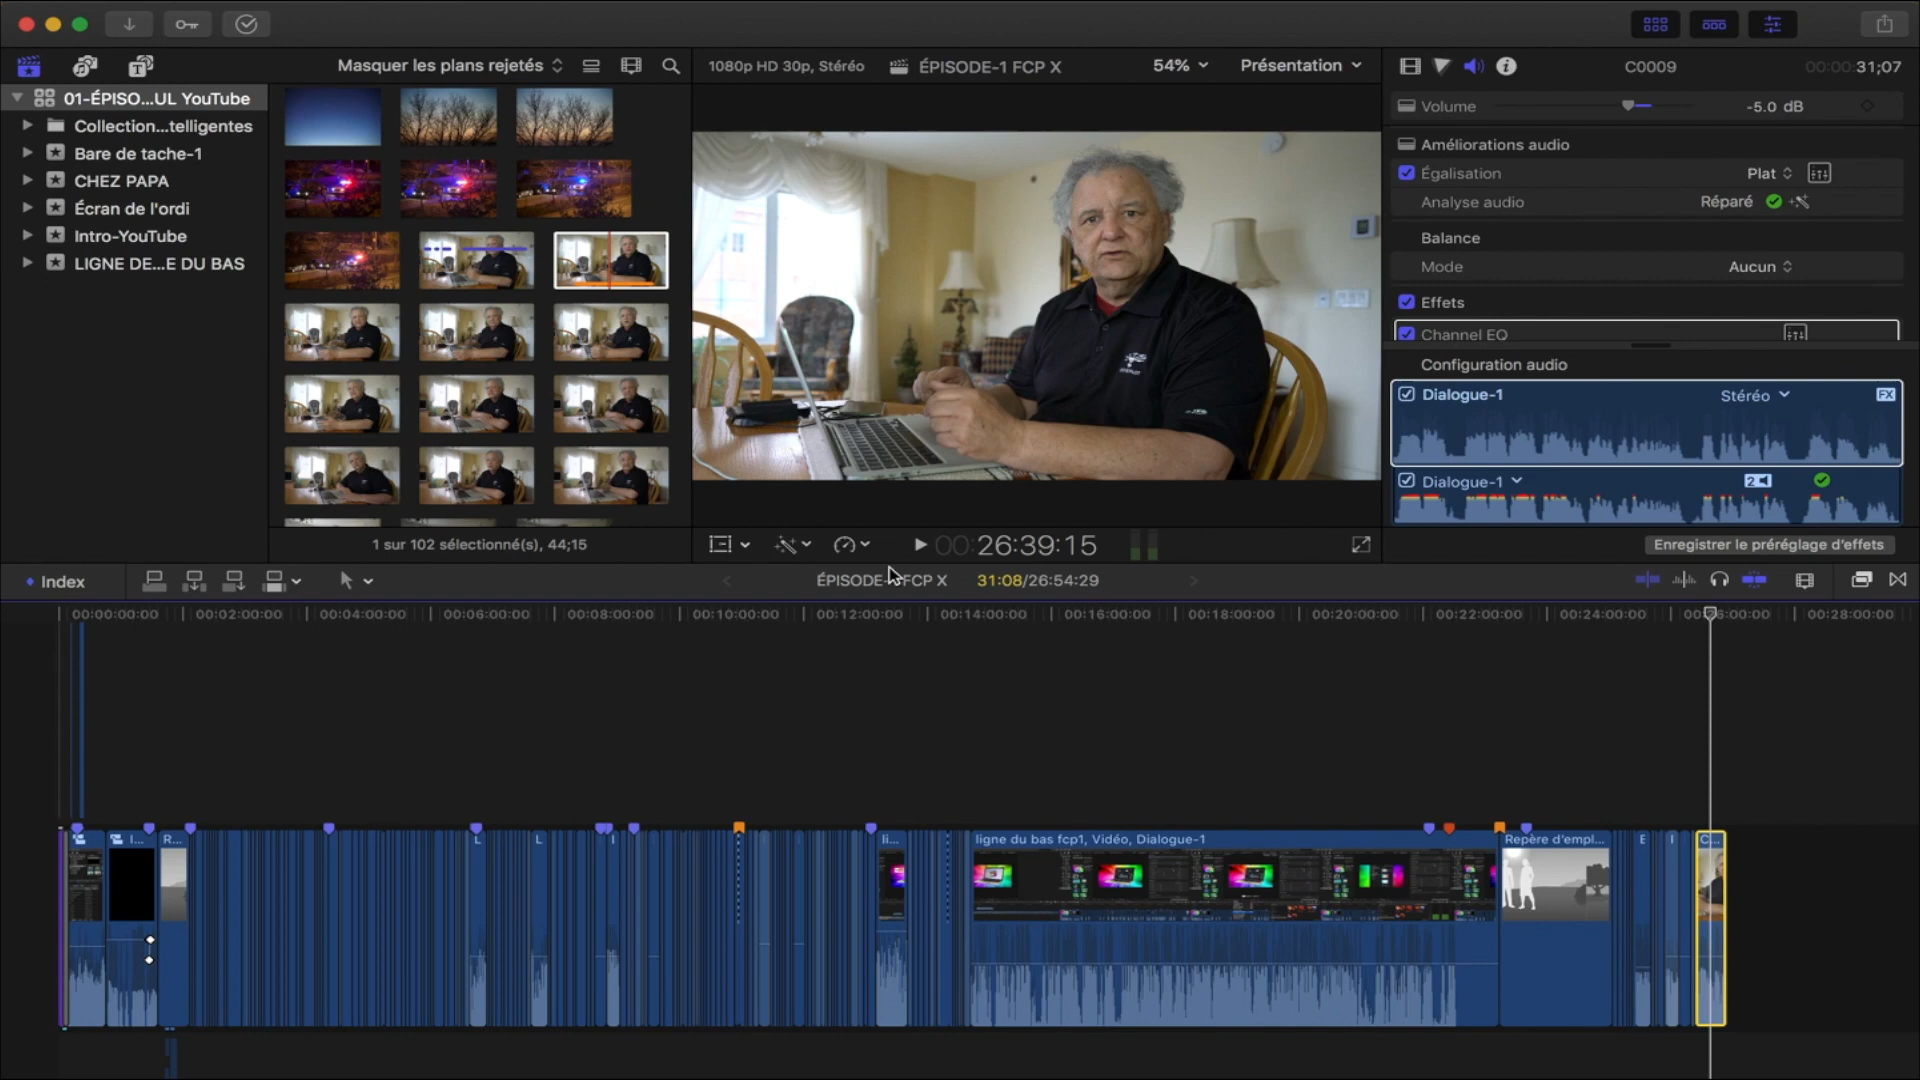 Masquer les plans rejetés
1080p HD 30p, Stéréo
ÉPISODE-1 FCP X
54%
Présentation
C0009
00:00:31;07
01-ÉPISO...UL YouTube
Collection...telligentes
Bare de tache-1
CHEZ PAPA
Écran de l'ordi
Intro-YouTube
LIGNE DE...E DU BAS
Volume
-5.0 dB
Améliorations audio
Égalisation
Plat
Analyse audio
Réparé
Balance
Mode
Aucun
Effets
Channel EQ
Configuration audio
Dialogue-1
Stéréo
FX
Dialogue-1
2
1 sur 102 sélectionné(s), 44;15
00:26:39:15
Enregistrer le préréglage d'effets
Index
31:08/26:54:29
00:00:00:00
00:02:00:00
00:04:00:00
00:06:00:00
00:08:00:00
00:10:00:00
00:12:00:00
00:14:00:00
00:16:00:00
00:18:00:00
00:20:00:00
00:22:00:00
00:24:00:00
00:28:00:00
I...
R...
L
L
I
li...
ligne du bas fcp1, Vidéo, Dialogue-1
Repère d'empl...
E
I
C...